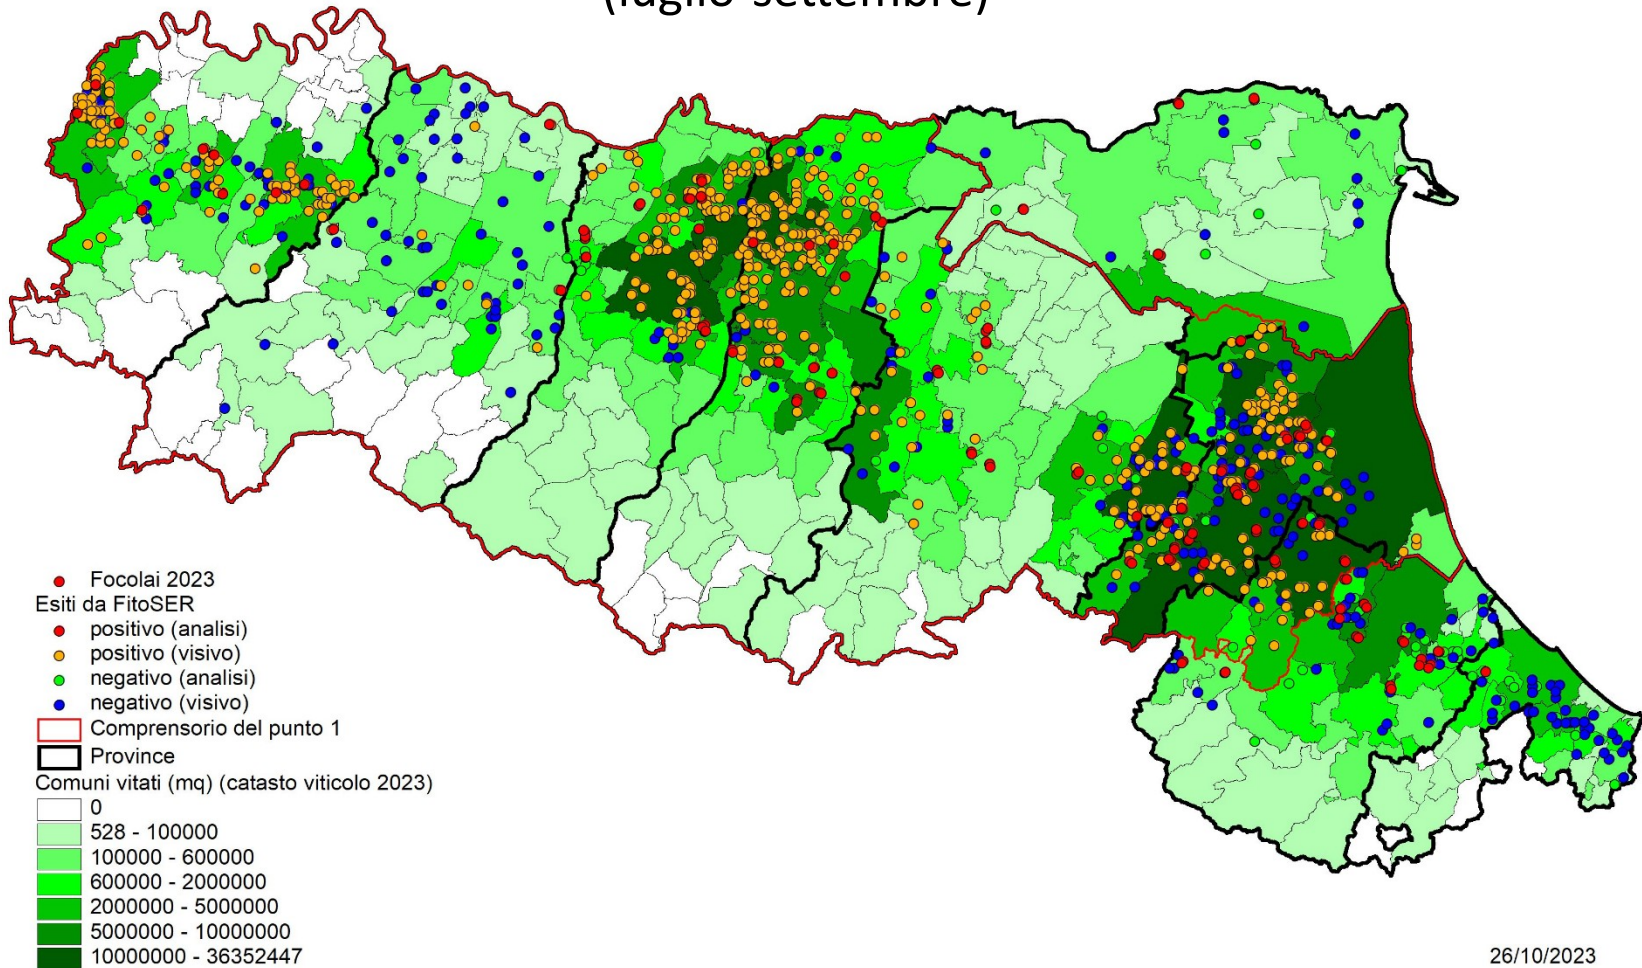 (luglio-settembre)
Focolai 2023
Esiti da FitoSER
positivo (analisi)
positivo (visivo)
negativo (analisi)
negativo (visivo)
Comprensorio del punto 1
Province
Comuni vitati (mq) (catasto viticolo 2023)
0
528 - 100000
100000 - 600000
600000 - 2000000
2000000 - 5000000
5000000 - 10000000
10000000 - 36352447
26/10/2023